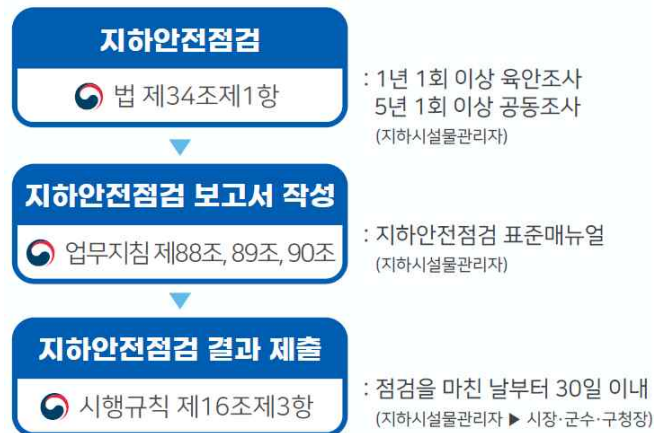 지하안전점검
법 제34조제1항
: 1년 1회 이상 육안조사
5년 1회 이상 공동조사
(지하시설물관리자)
지하안전점검 보고서 작성
업무지침 제88조, 89조, 90조
: 지하안전점검 표준매뉴얼
(지하시설물관리자)
지하안전점검 결과 제출
시행규칙 제16조제3항
: 점검을 마친 날부터 30일 이내
(지하시설물관리자 ▶ 시장·군수·구청장)